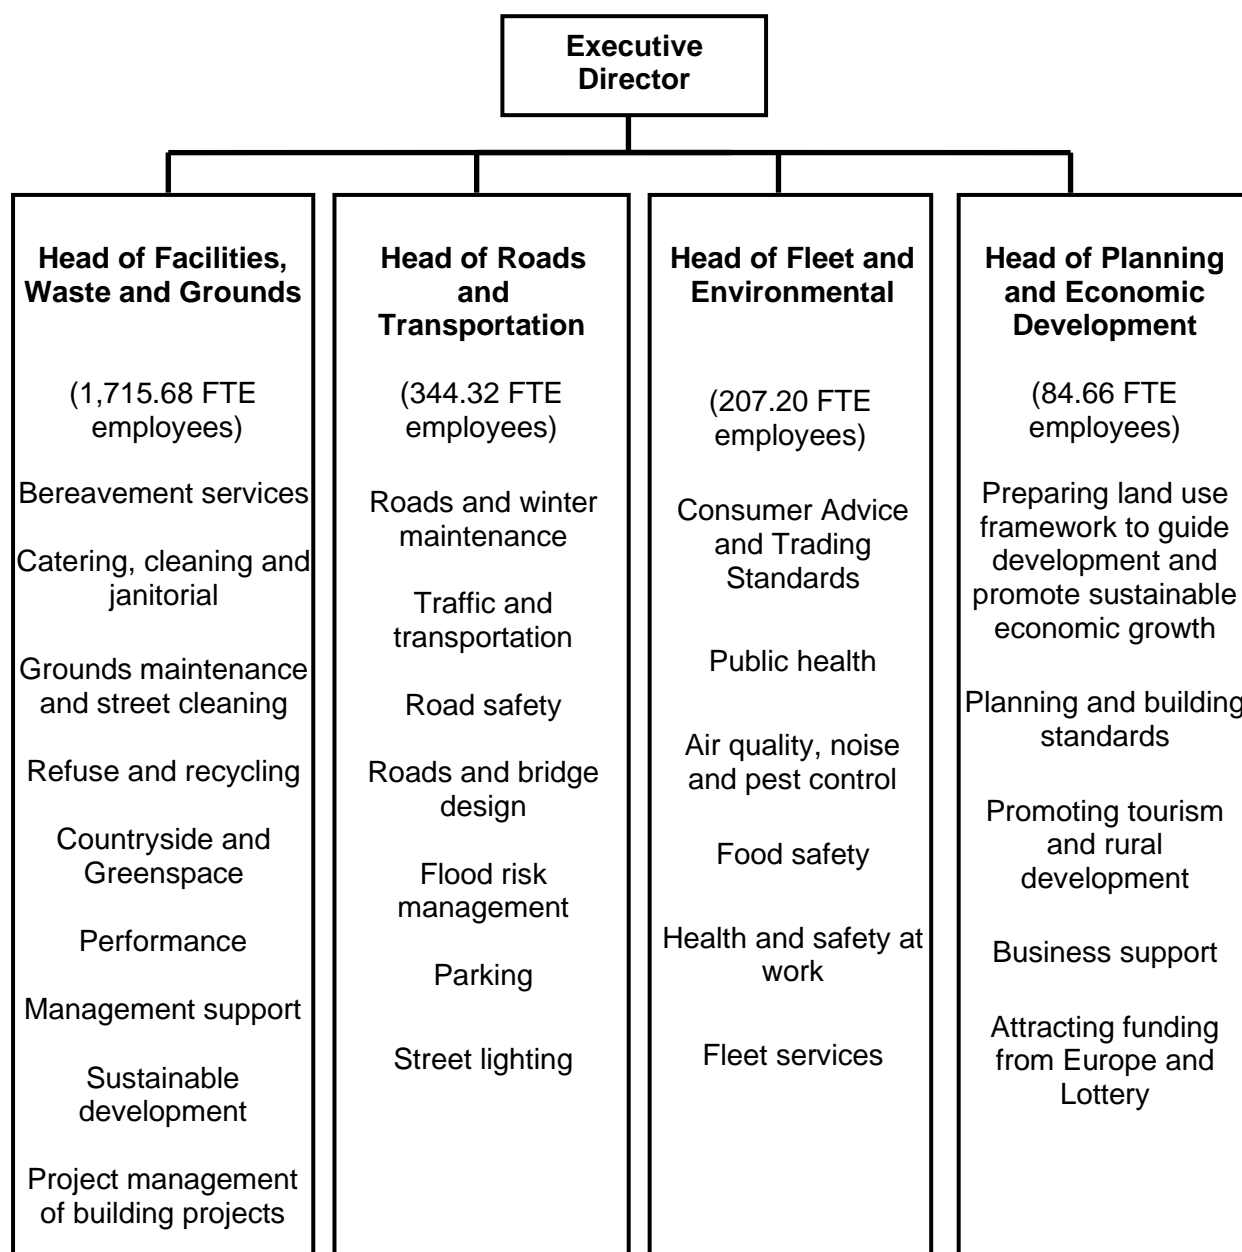 Executive
Director
Head of Facilities,
Waste and Grounds
(1,715.68 FTE
employees)
Bereavement services
Catering, cleaning and
janitorial
Grounds maintenance
and street cleaning
Refuse and recycling
Countryside and
Greenspace
Performance
Management support
Sustainable
development
Project management
of building projects
Head of Roads
and
Transportation
(344.32 FTE
employees)
Roads and winter
maintenance
Traffic and
transportation
Road safety
Roads and bridge
design
Flood risk
management
Parking
Street lighting
Head of Fleet and
Environmental
(207.20 FTE
employees)
Consumer Advice
and Trading
Standards
Public health
Air quality, noise
and pest control
Food safety
Health and safety at
work
Fleet services
Head of Planning
and Economic
Development
(84.66 FTE
employees)
Preparing land use
framework to guide
development and
promote sustainable
economic growth
Planning and building
standards
Promoting tourism
and rural
development
Business support
Attracting funding
from Europe and
Lottery